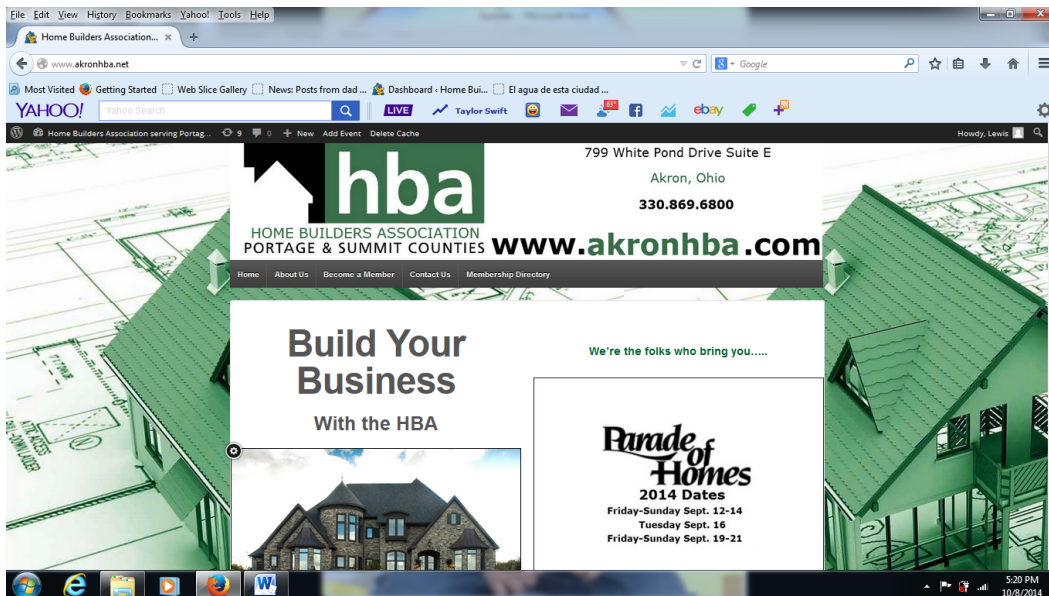 File Edit View History Bookmarks Yahoo! Tools Help
Home Builders Association... × +
www.akronhba.net
Google
Most Visited Getting Started Web Slice Gallery News: Posts from dad ... Dashboard ‹ Home Bui... El agua de esta ciudad ...
YAHOO! Yahoo Search LIVE Taylor Swift 63° ebay
Home Builders Association serving Portag... 9 0 + New Add Event Delete Cache Howdy, Lewis
799 White Pond Drive Suite E
Akron, Ohio
330.869.6800
hba
HOME BUILDERS ASSOCIATION
PORTAGE & SUMMIT COUNTIES
www.akronhba.com
Home About Us Become a Member Contact Us Membership Directory
Build Your
Business
With the HBA
We're the folks who bring you.....
Parade of
Homes
2014 Dates
Friday-Sunday Sept. 12-14
Tuesday Sept. 16
Friday-Sunday Sept. 19-21
ATTIC ACCESS
PULL-DOWN LADDER
5:20 PM
10/8/2014